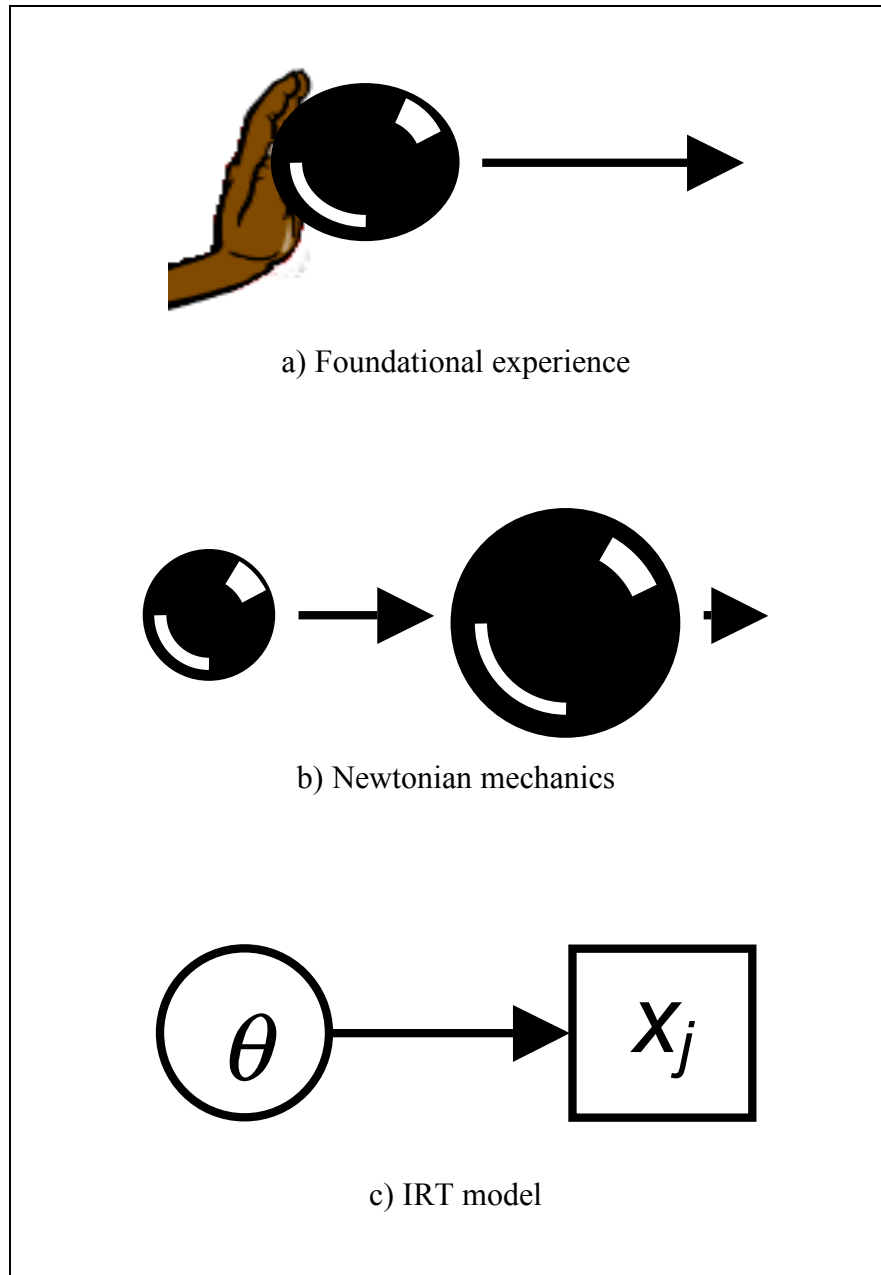 a) Foundational experience
b) Newtonian mechanics
θ
xj
c) IRT model